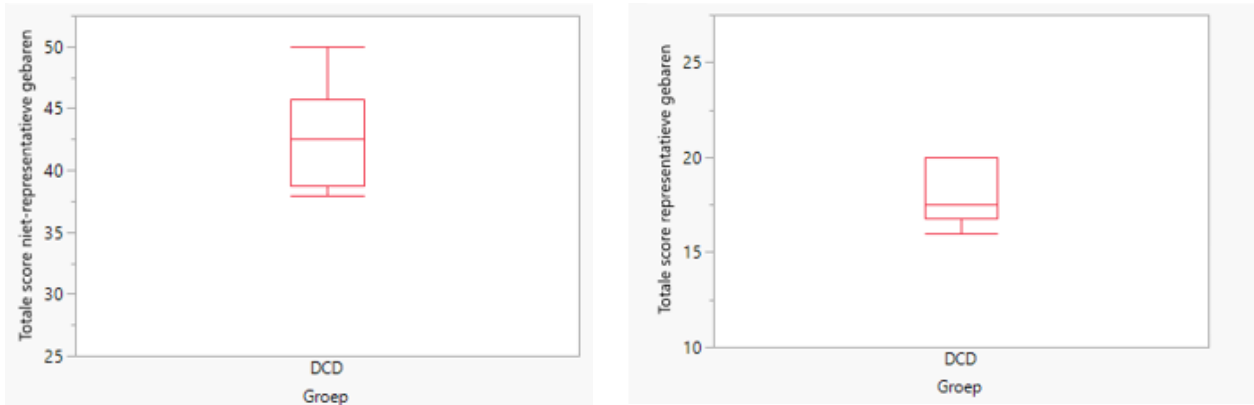 Totale score niet-representatieve gebaren
50
45
40
35
30
25
DCD
Groep
Totale score representatieve gebaren
25
20
15
10
DCD
Groep